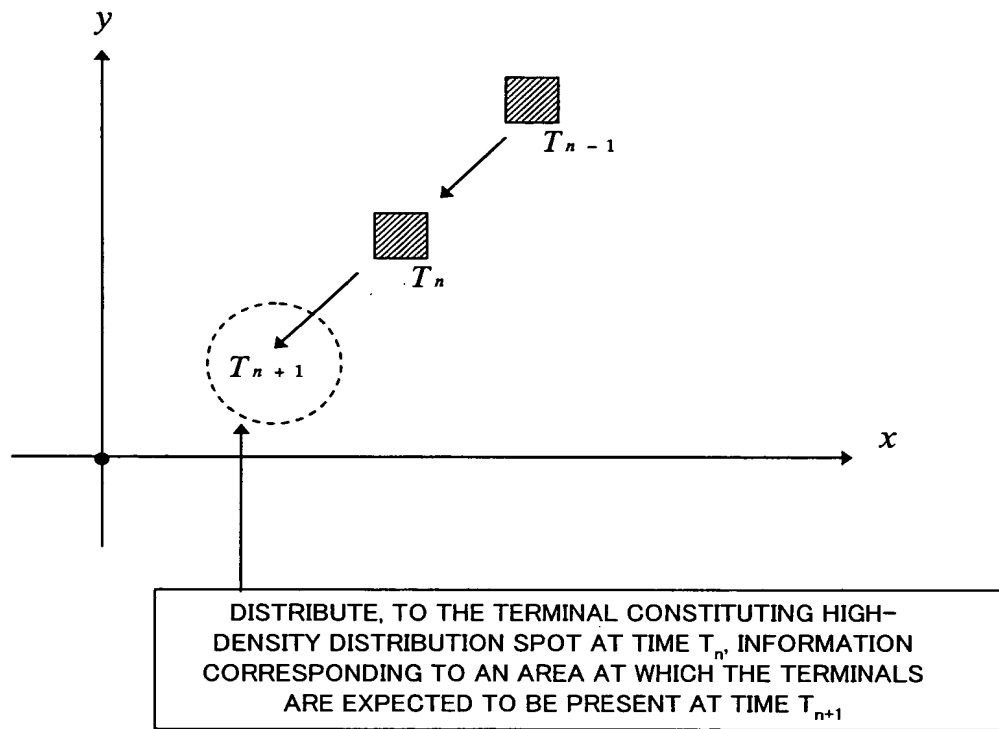 y
T n - 1
T n
T n + 1
x
DISTRIBUTE, TO THE TERMINAL CONSTITUTING HIGH-
DENSITY DISTRIBUTION SPOT AT TIME Tn, INFORMATION
CORRESPONDING TO AN AREA AT WHICH THE TERMINALS
ARE EXPECTED TO BE PRESENT AT TIME Tn+1